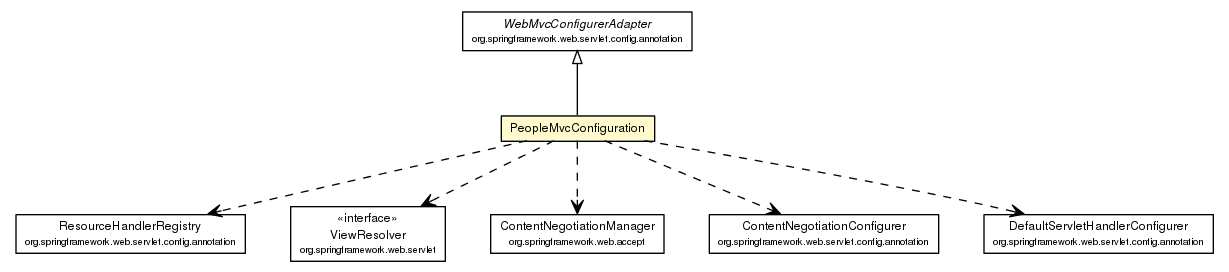 WebMvcConfigurerAdapter
org.springframework.web.servlet.config.annotation
PeopleMvcConfiguration
ResourceHandlerRegistry
org.springframework.web.servlet.config.annotation
«interface»
ViewResolver
org.springframework.web.servlet
ContentNegotiationManager
org.springframework.web.accept
ContentNegotiationConfigurer
org.springframework.web.servlet.config.annotation
DefaultServletHandlerConfigurer
org.springframework.web.servlet.config.annotation